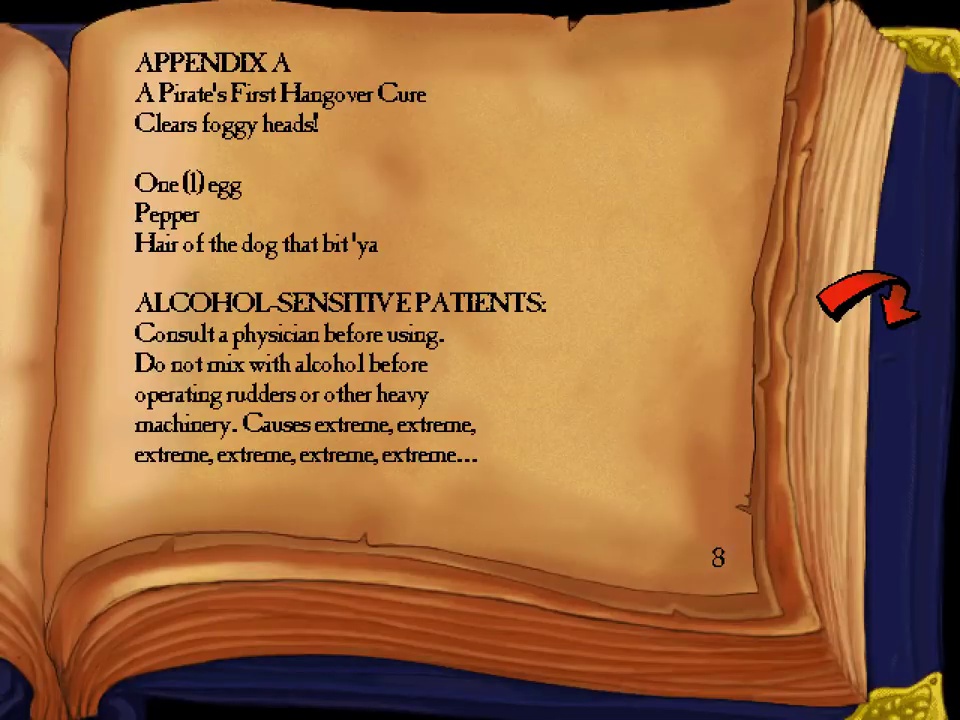 APPENDIX A
A Pirate's First Hangover Cure
Clears foggy heads!
One (1) egg
Pepper
Hair of the dog that bit 'ya
ALCOHOL-SENSITIVE PATIENTS:
Consult a physician before using.
Do not mix with alcohol before
operating rudders or other heavy
machinery. Causes extreme, extreme,
extreme, extreme, extreme, extreme...
8